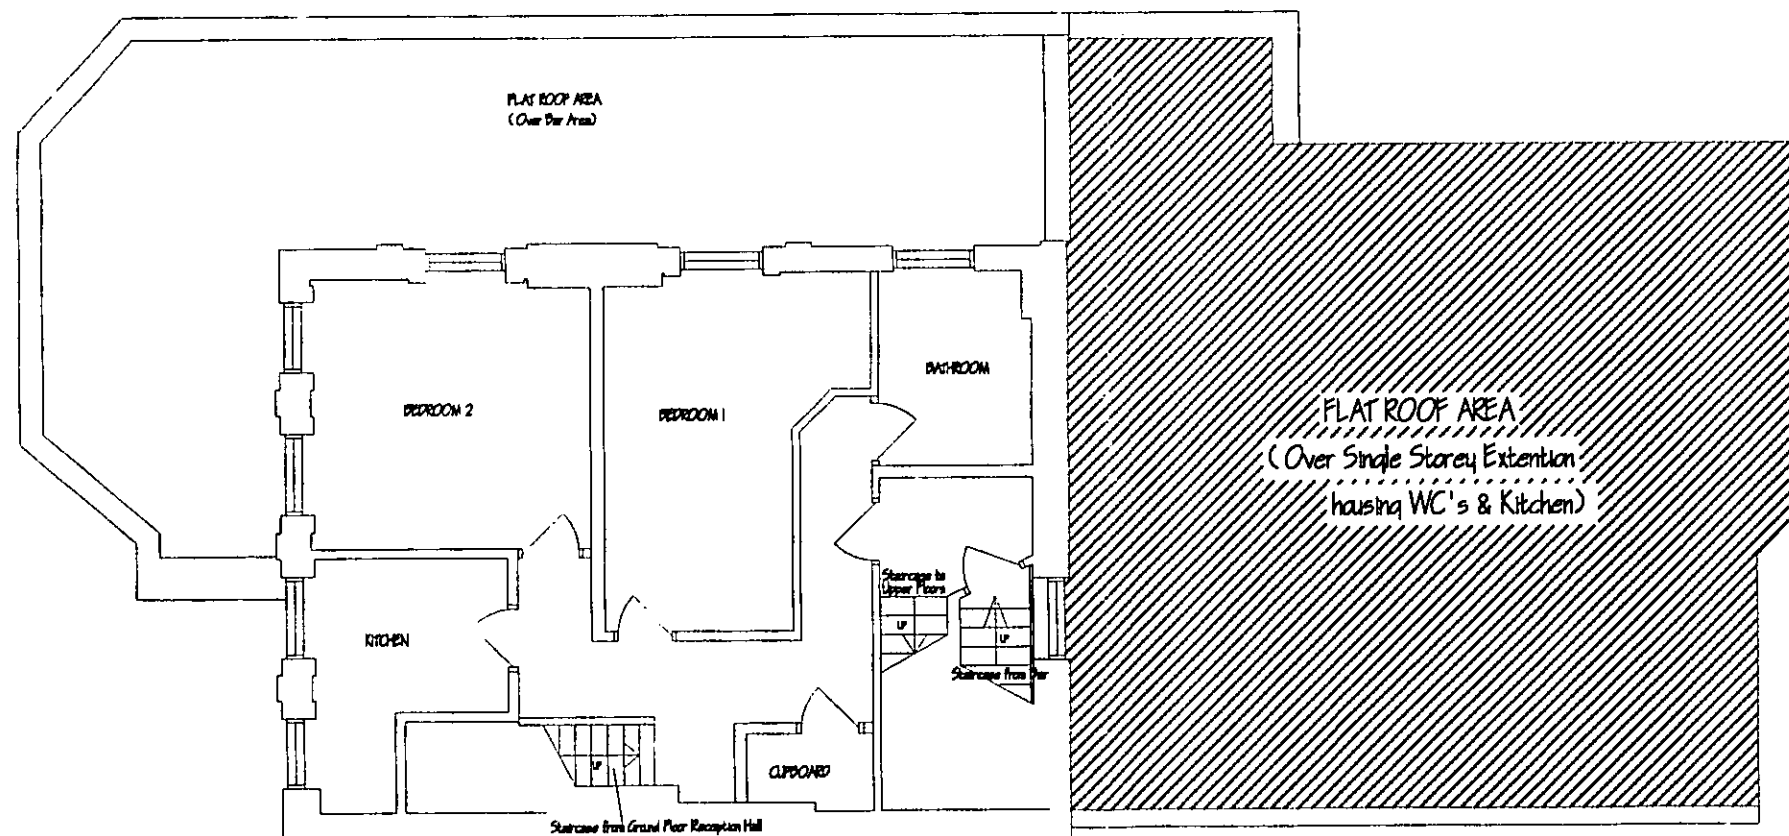 FLAT ROOF AREA
(Over Bar Area)
BATHROOM
BEDROOM 2
BEDROOM 1
FLAT ROOF AREA
(Over Single Storey Extention
housing WC's & Kitchen)
Staircase to
Upper Floors
UP
UP
KITCHEN
Staircase from Bar
UP
CUPBOARD
Staircase from Ground Floor Reception Hall